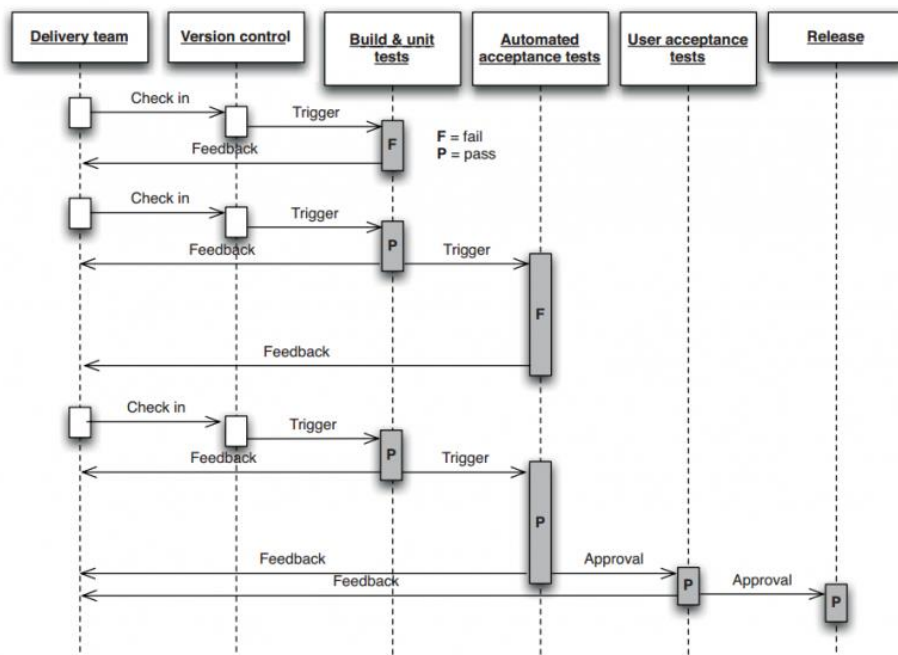 Delivery team
Version control
Build & unit
tests
Automated
acceptance tests
User acceptance
tests
Release
Check in
Trigger
F
F = fail
P = pass
Feedback
Check in
Trigger
P
Feedback
Trigger
F
Feedback
Check in
Trigger
P
Feedback
Trigger
P
Feedback
Approval
Feedback
P
Approval
P